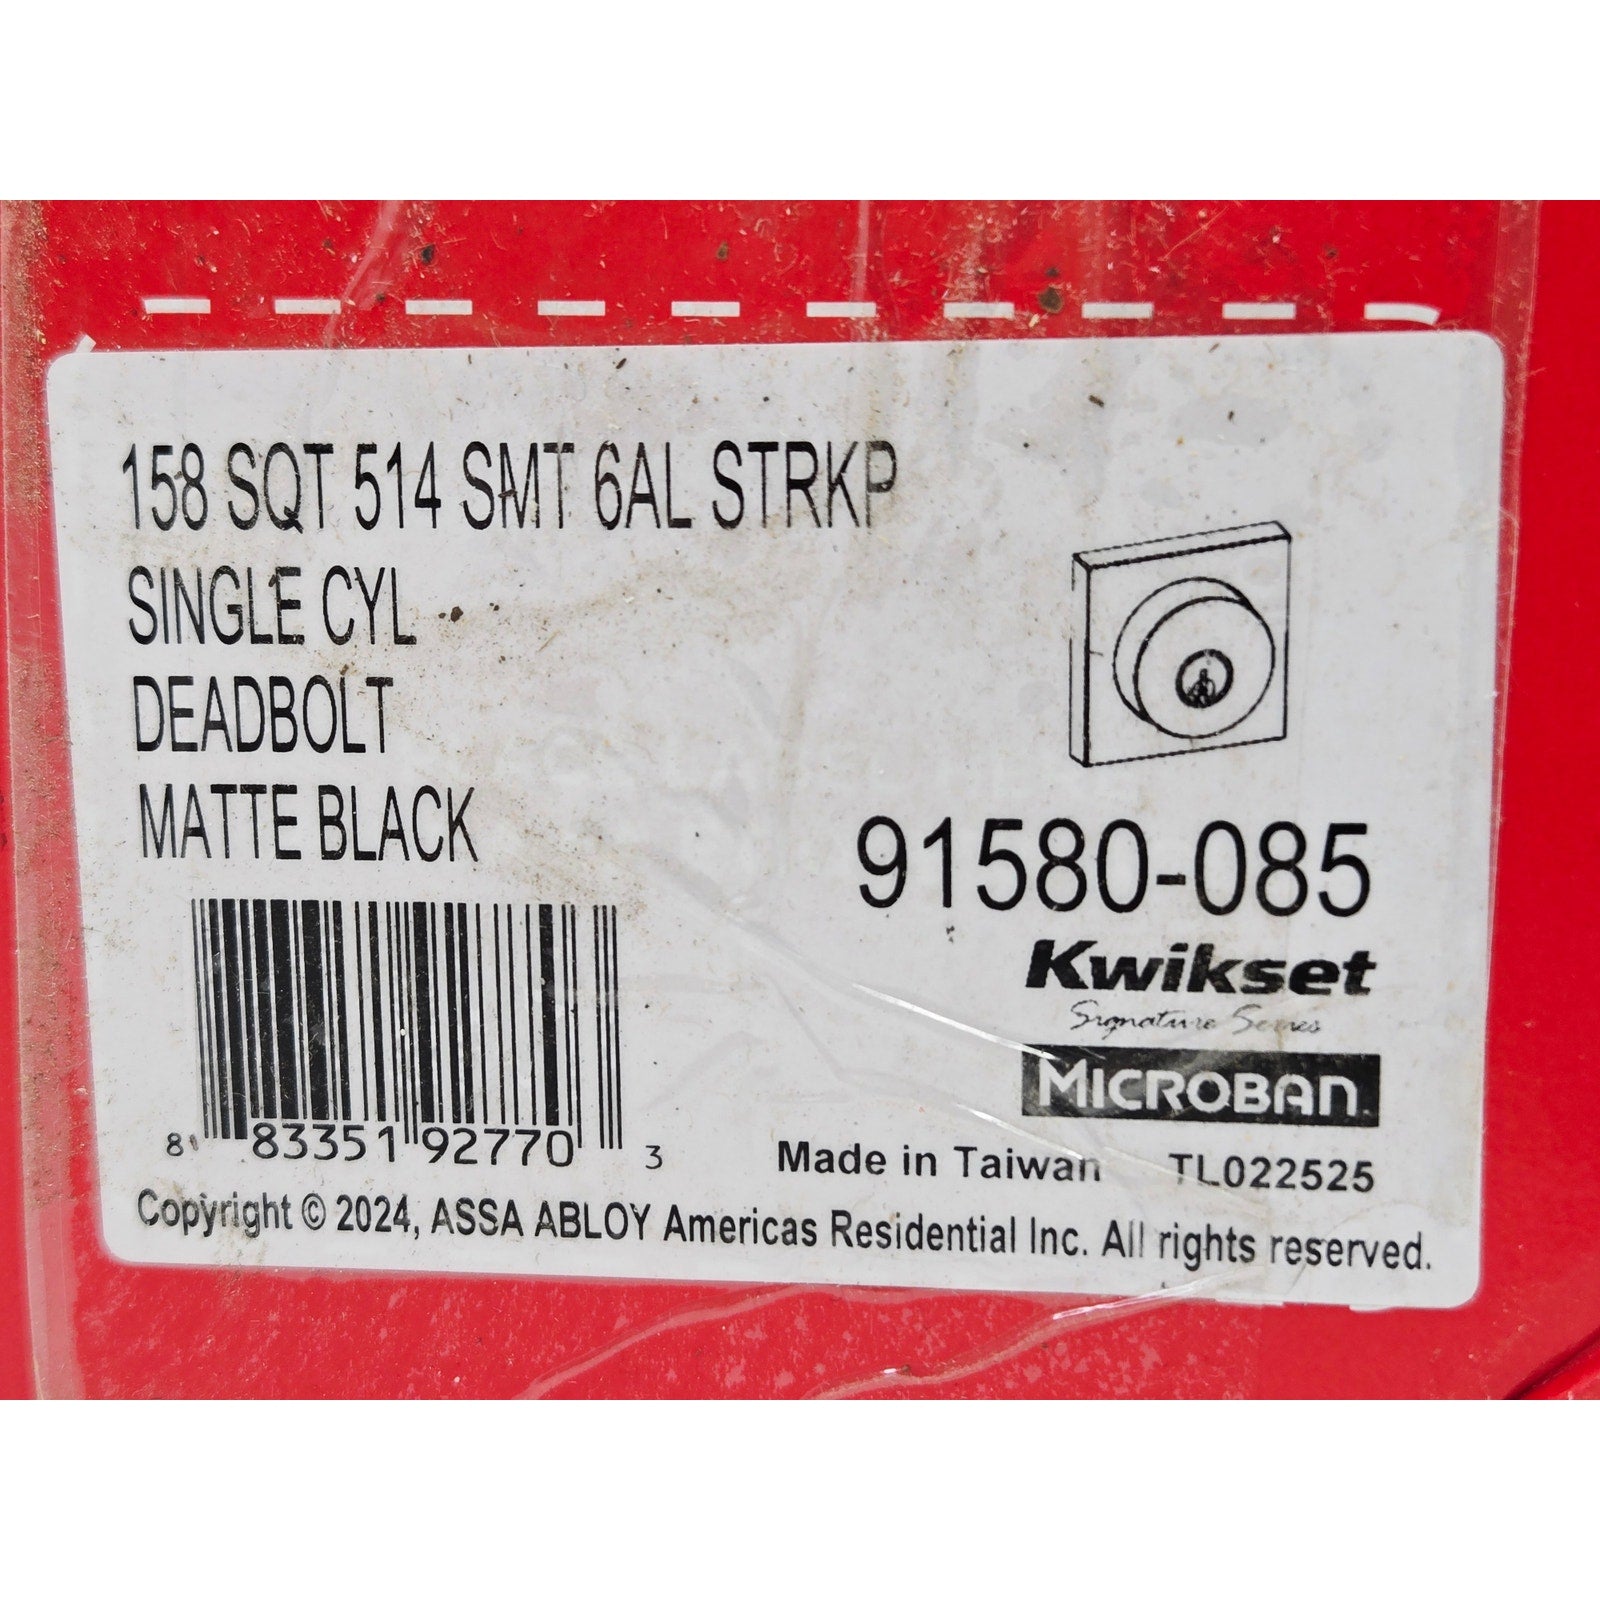 158 SQT 514 SMT 6AL STRKP
SINGLE CYL
DEADBOLT
MATTE BLACK
91580-085
Kwikset
Signature Series
MICROBAN
8 83351 92770 3
Made in Taiwan TL022525
Copyright © 2024, ASSA ABLOY Americas Residential Inc. All rights reserved.